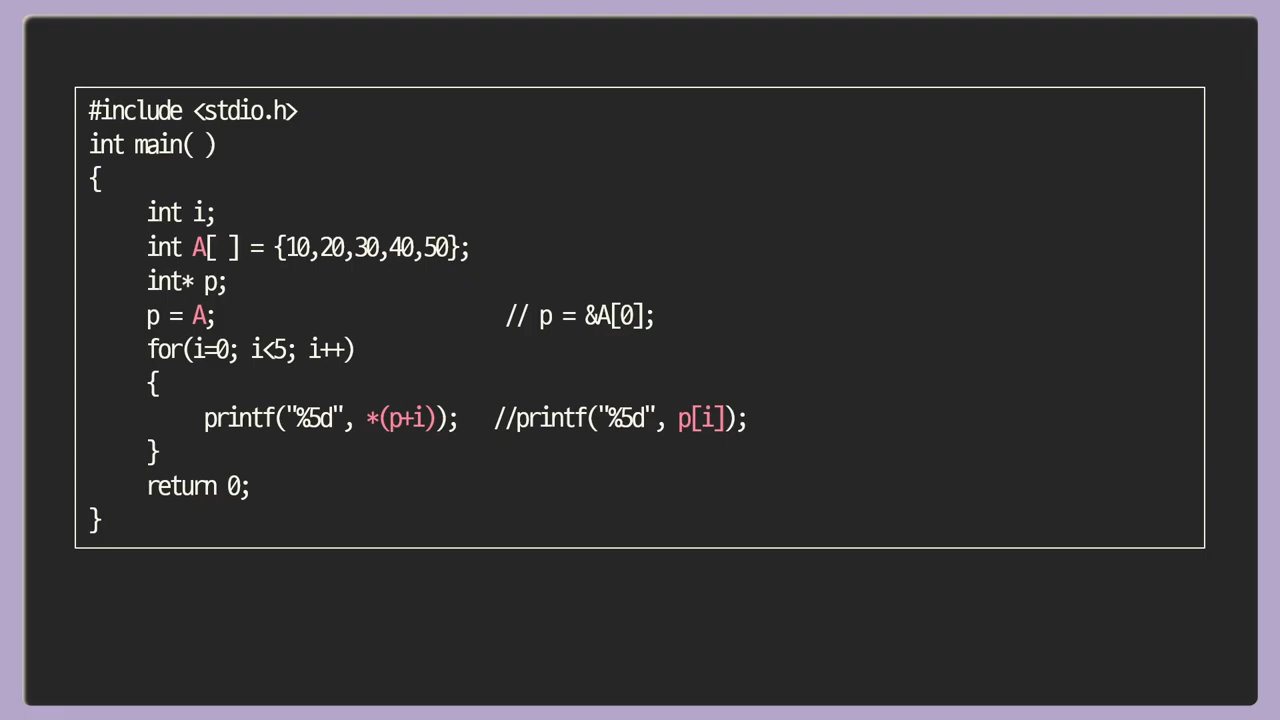 #include <stdio.h>
int main( )
{
int i;
int A[ ] = {10,20,30,40,50};
int* p;
p = A; // p = &A[0];
for(i=0; i<5; i++)
{
printf("%5d", *(p+i)); //printf("%5d", p[i]);
}
return 0;
}